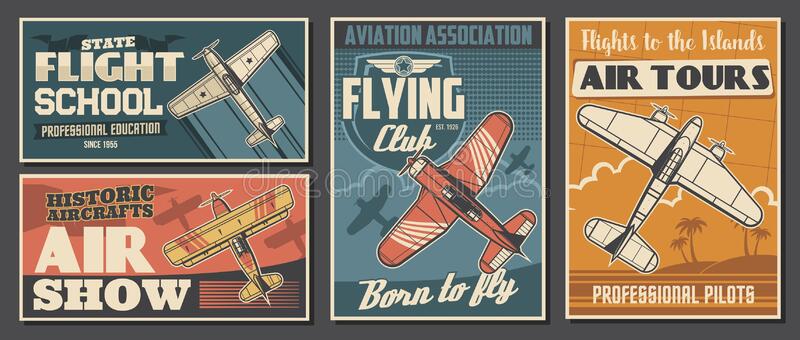 STATE
FLIGHT
SCHOOL
PROFESSIONAL EDUCATION
SINCE 1955
HISTORIC
AIRCRAFTS
AIR
SHOW
AVIATION ASSOCIATION
FLYING
Club
EST. 1926
Born to fly
Flights to the Islands
AIR TOURS
PROFESSIONAL PILOTS
dreamstime